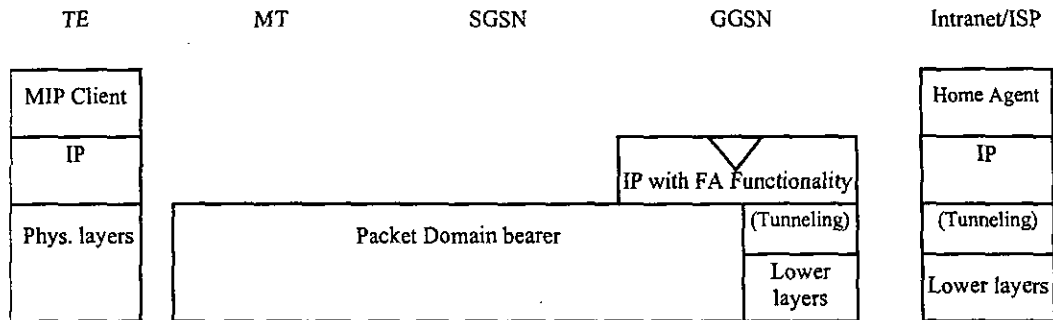 TE MT SGSN GGSN Intranet/ISP
MIP Client Home Agent
IP IP
IP with FA Functionality
Phys. layers Packet Domain bearer (Tunneling) (Tunneling)
Lower
layers
Lower layers